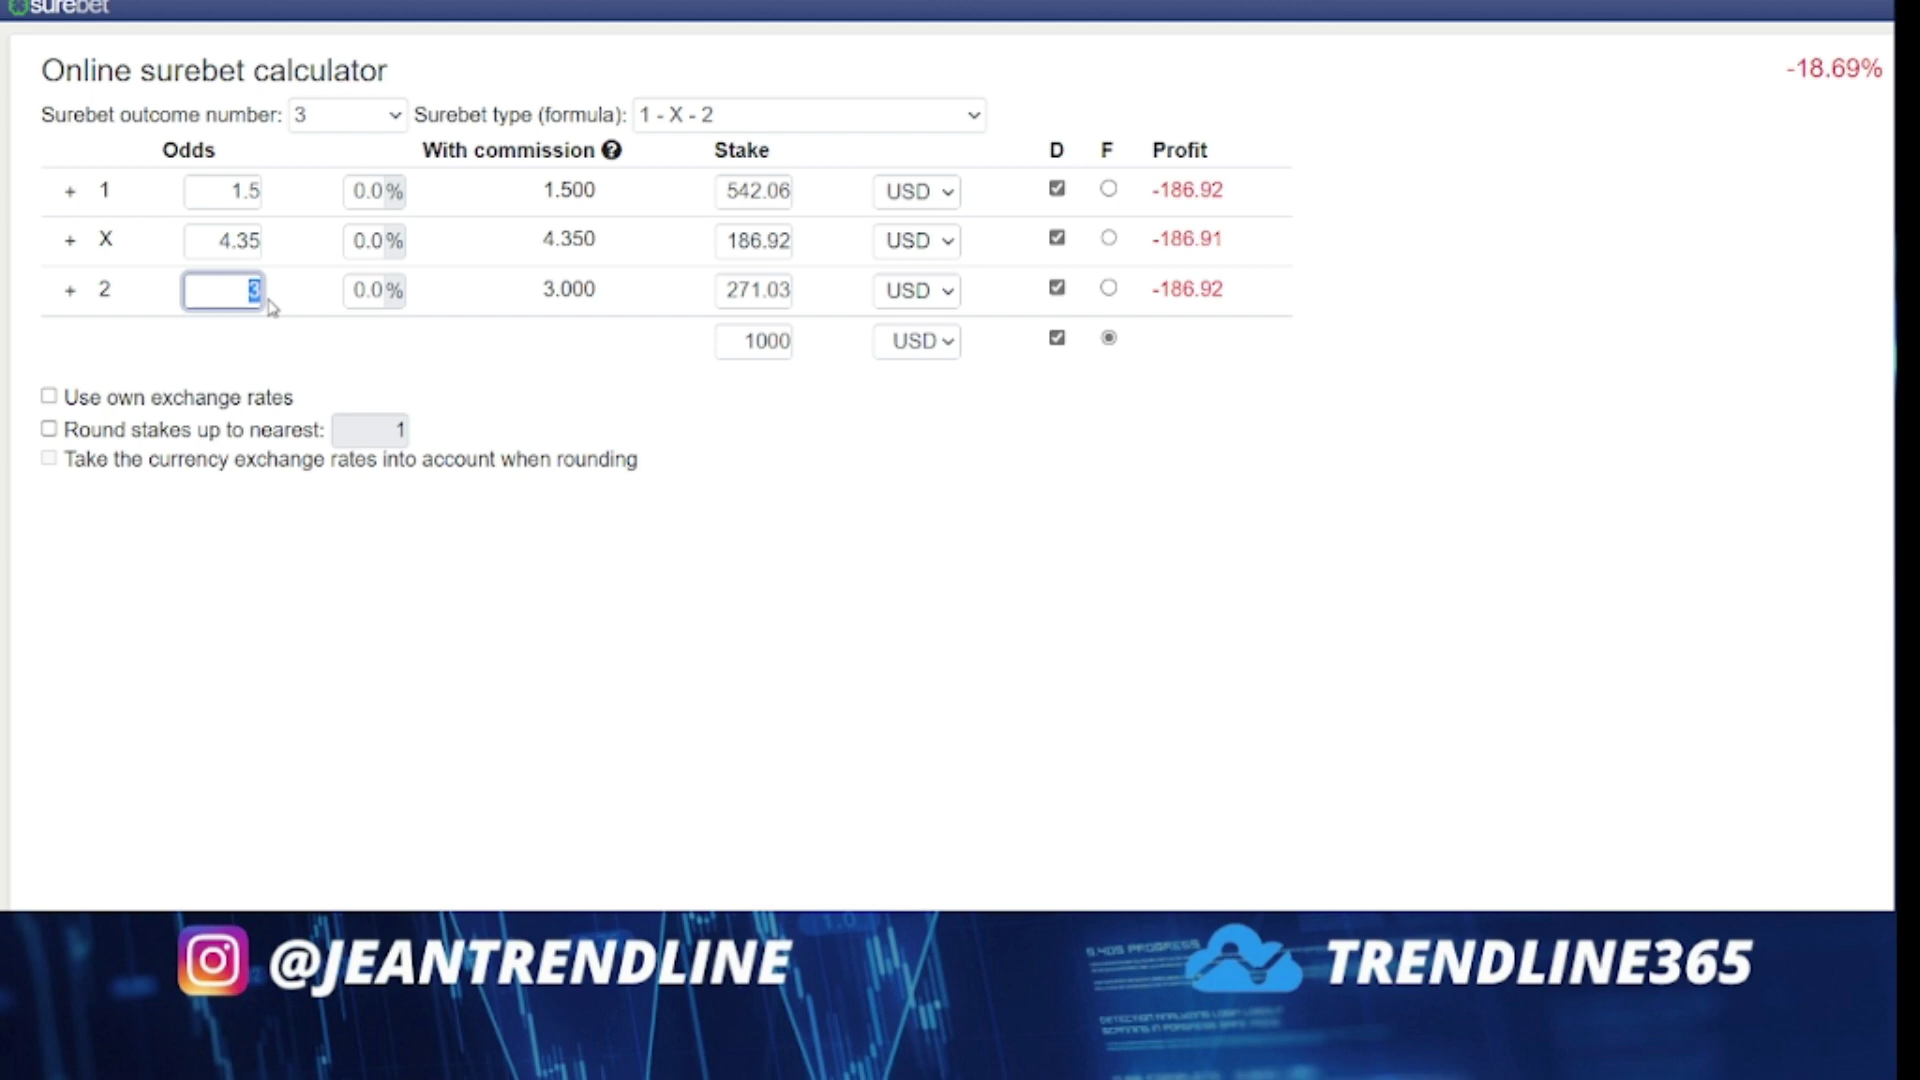 surebet
Online surebet calculator
-18.69%
Surebet outcome number: 3 Surebet type (formula): 1 - X - 2
Odds With commission ? Stake D F Profit
+ 1 1.5 0.0% 1.500 542.06 USD -186.92
+ X 4.35 0.0% 4.350 186.92 USD -186.91
+ 2 3 0.0% 3.000 271.03 USD -186.92
1000 USD
Use own exchange rates
Round stakes up to nearest: 1
Take the currency exchange rates into account when rounding
@JEANTRENDLINE
TRENDLINE365